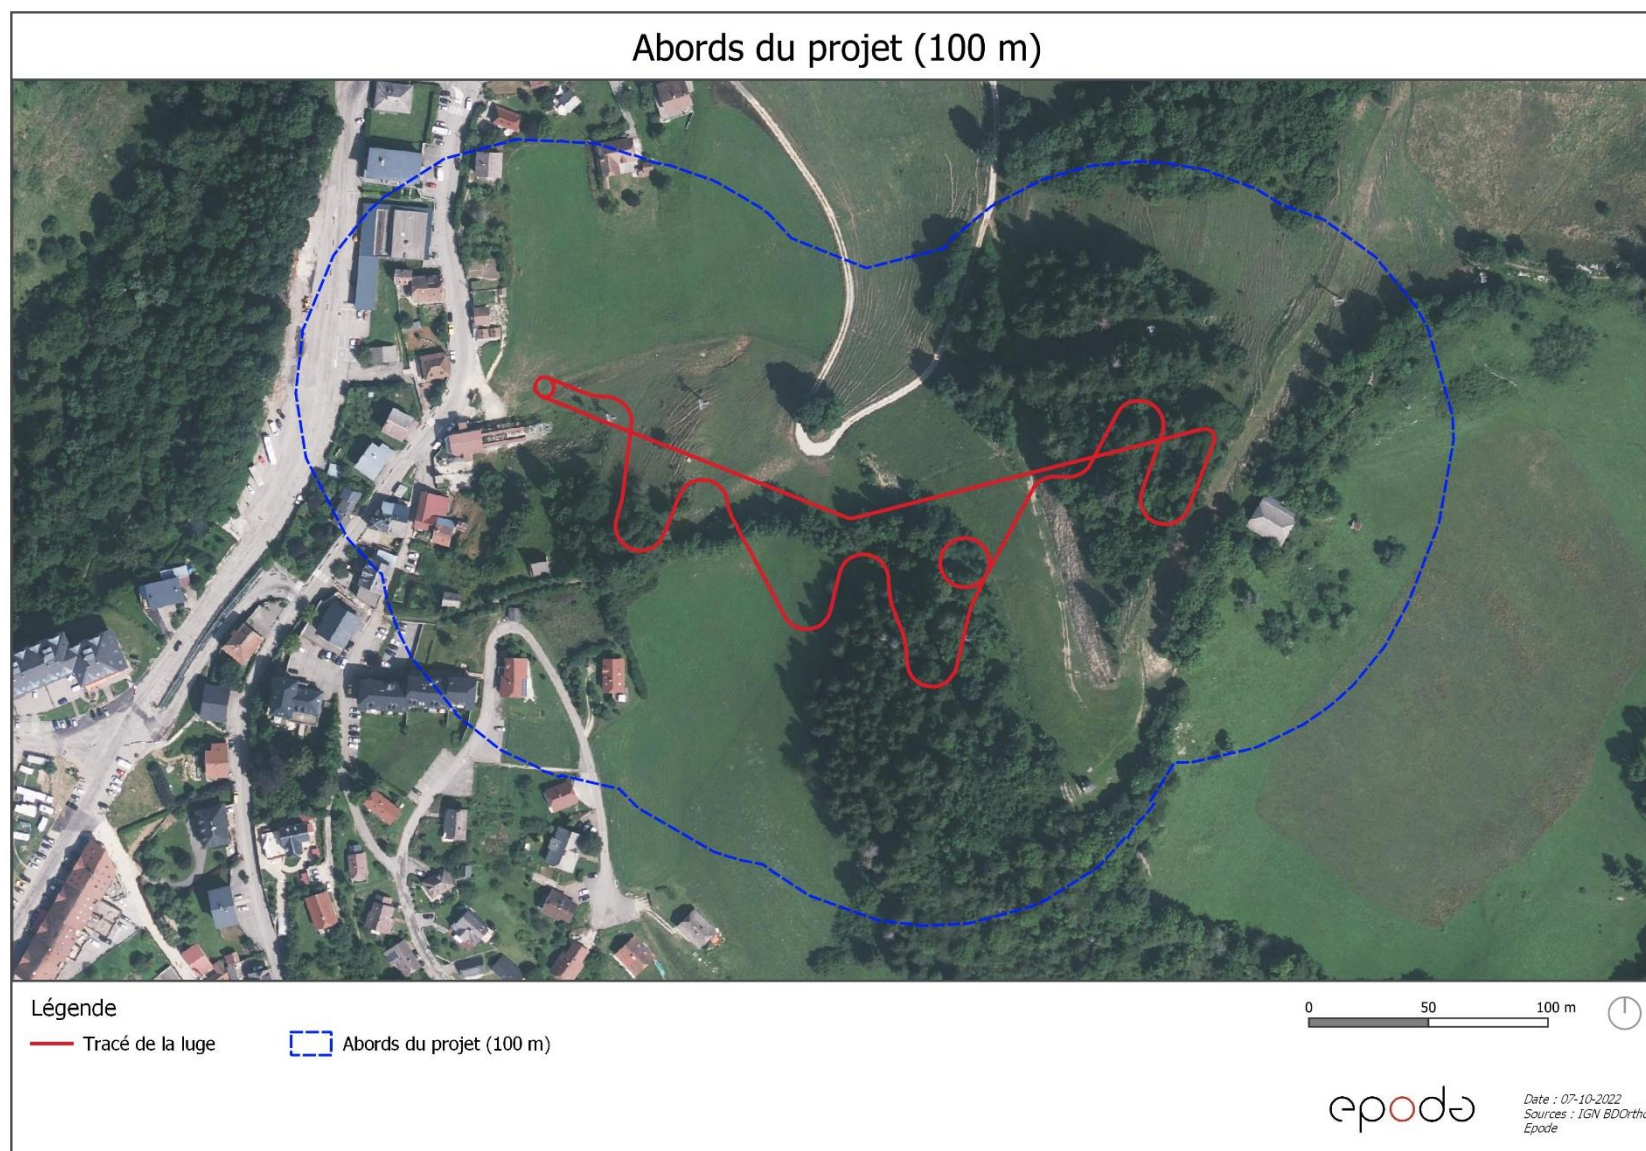 Abords du projet (100 m)
Légende
Tracé de la luge
Abords du projet (100 m)
0 50 100 m
epode
Date : 07-10-2022
Sources : IGN BDOrtho
Epode